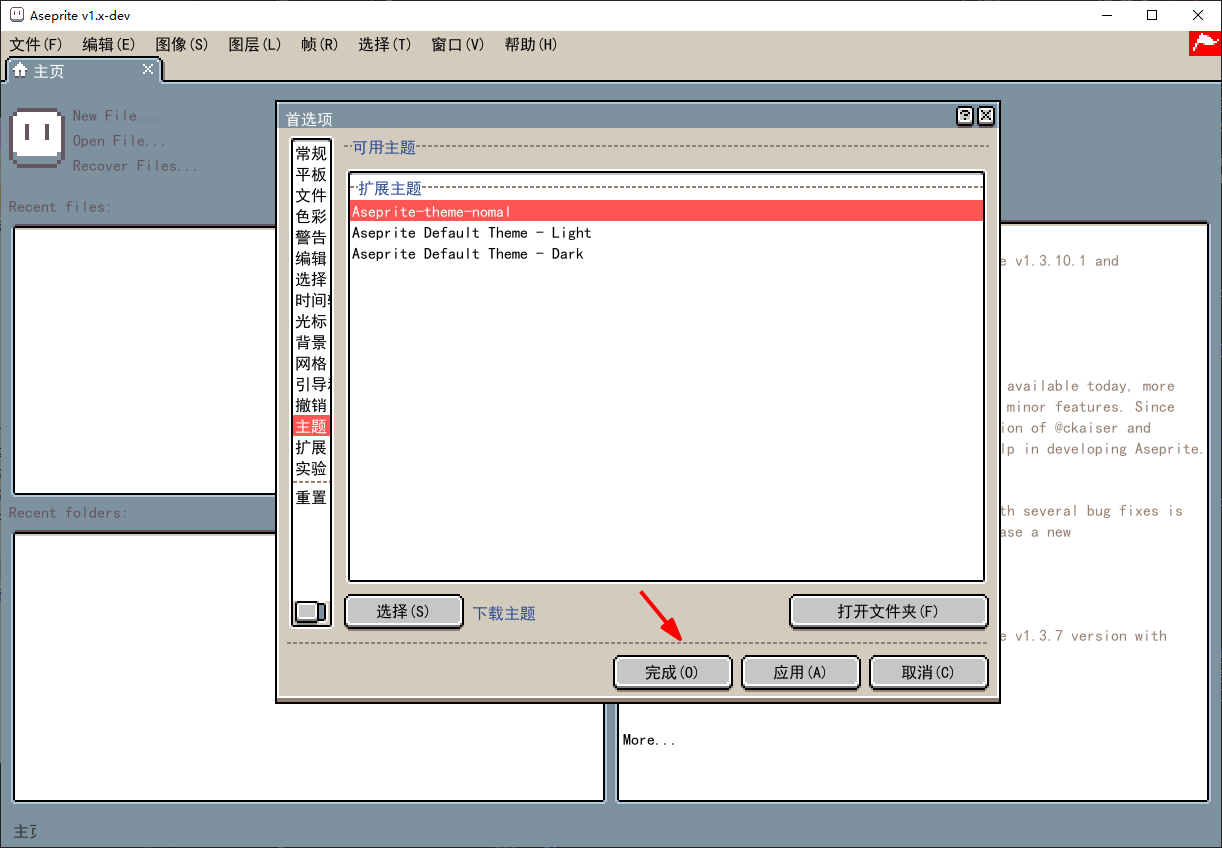 Aseprite v1.x-dev
文件(F) 编辑(E) 图像(S) 图层(L) 帧(R) 选择(T) 窗口(V) 帮助(H)
主页
New File...
Open File...
Recover Files...
Recent files:
Recent folders:
首选项
常规
平板
文件
色彩
警告
编辑
选择
时间
光标
背景
网格
引导
撤销
主题
扩展
实验
重置
可用主题
扩展主题
Aseprite-theme-nomal
Aseprite Default Theme - Light
Aseprite Default Theme - Dark
选择(S) 下载主题 打开文件夹(F)
完成(O) 应用(A) 取消(C)
v1.3.10.1 and
available today, more
minor features. Since
ion of @ckaiser and
lp in developing Aseprite.
th several bug fixes is
ase a new
v1.3.7 version with
More...
主页